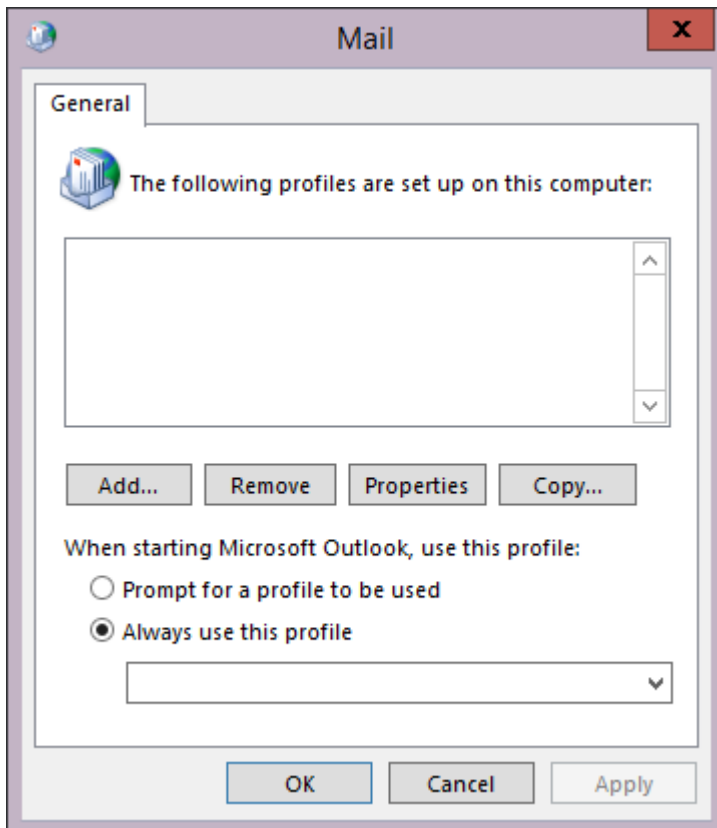 Mail
x
General
The following profiles are set up on this computer:
Add... Remove Properties Copy...
When starting Microsoft Outlook, use this profile:
Prompt for a profile to be used
Always use this profile
OK Cancel Apply